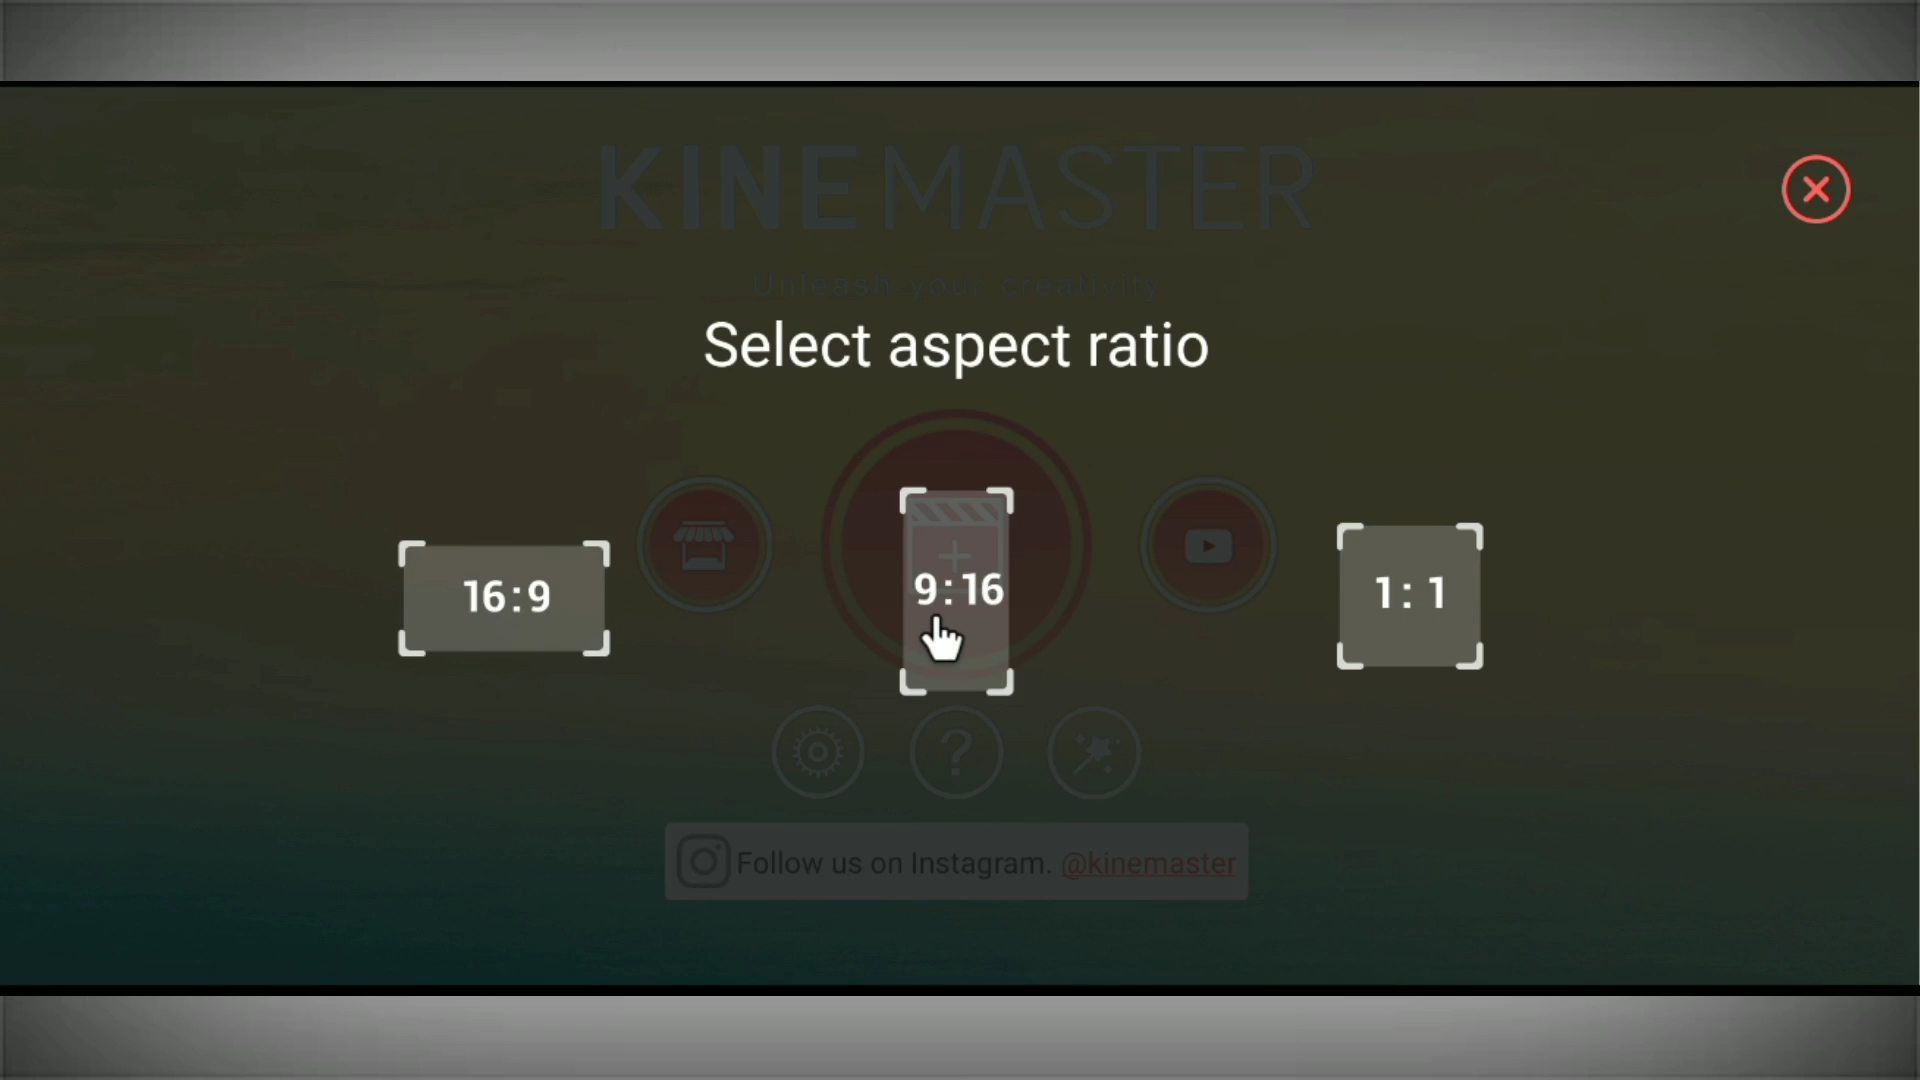 KINEMASTER
Unleash your creativity
Select aspect ratio
16:9
9:16
1:1
Follow us on Instagram. @kinemaster